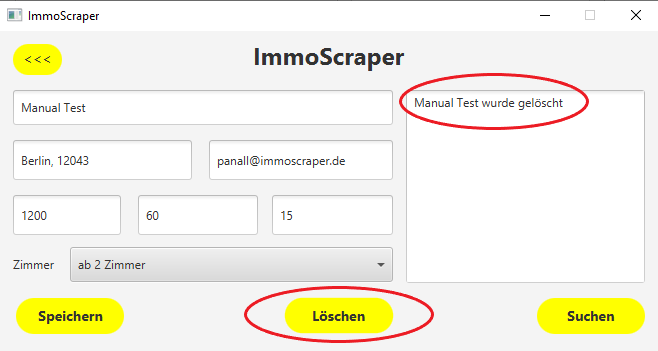 ImmoScraper
<<<
ImmoScraper
Manual Test
Manual Test wurde gelöscht
Berlin, 12043
panall@immoscraper.de
1200
60
15
Zimmer
ab 2 Zimmer
Speichern
Löschen
Suchen